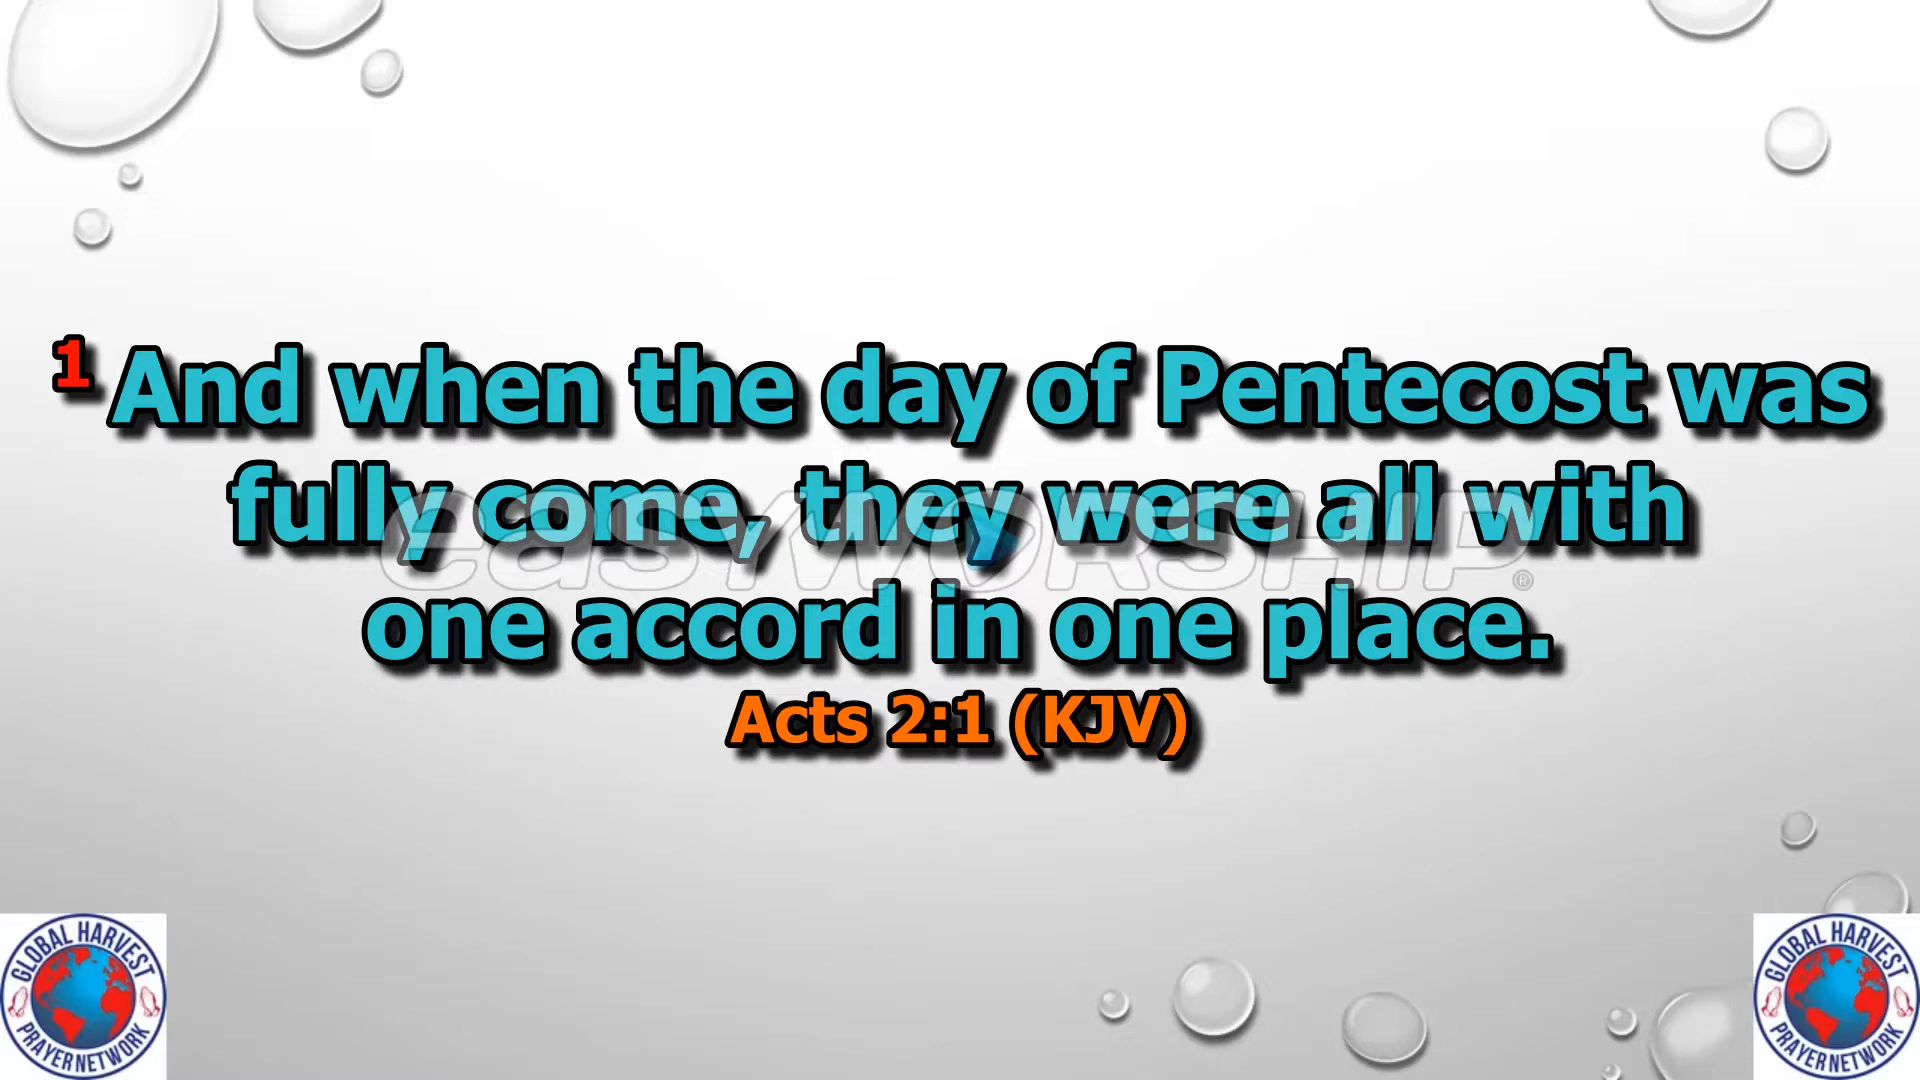 1 And when the day of Pentecost was
fully come, they were all with
easyworship®
one accord in one place.
Acts 2:1 (KJV)
GLOBAL HARVEST
PRAYER NETWORK
GLOBAL HARVEST
PRAYER NETWORK